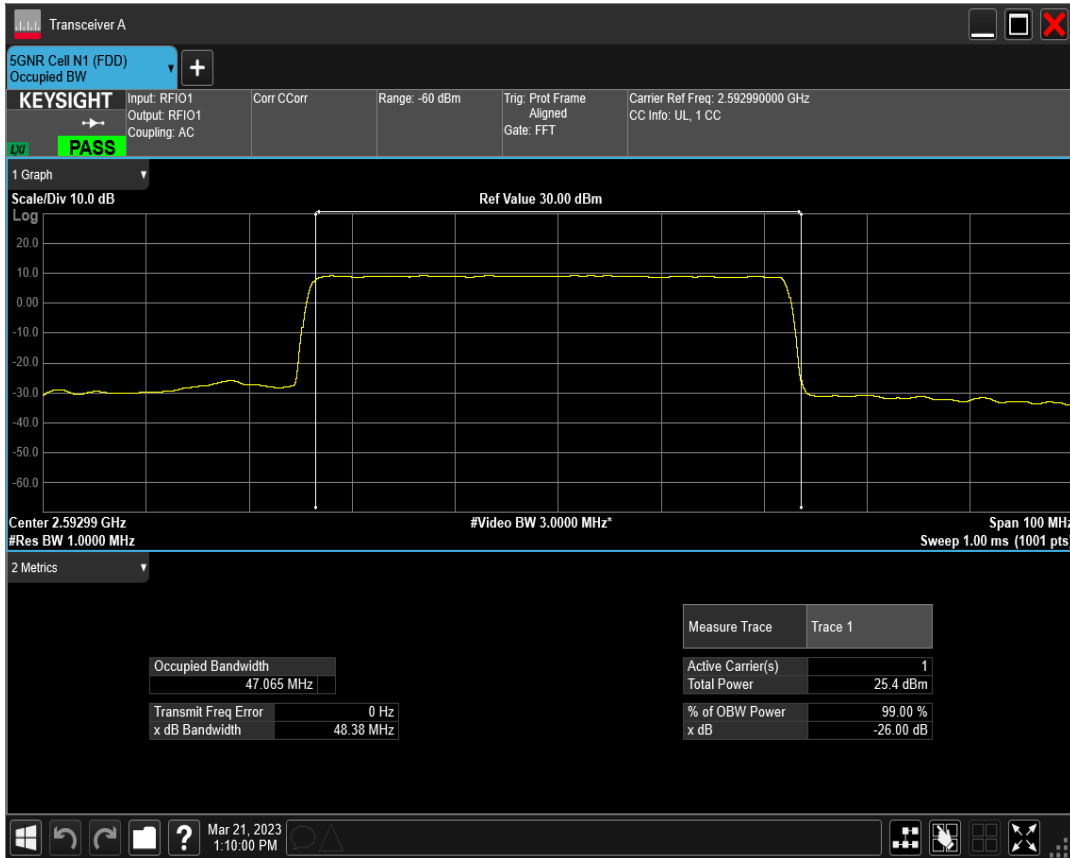 Transceiver A
5GNR Cell N1 (FDD)
Occupied BW
+
KEYSIGHT
LXI
PASS
Input: RFIO1
Output: RFIO1
Coupling: AC
Corr CCorr
Range: -60 dBm
Trig: Prot Frame
Aligned
Gate: FFT
Carrier Ref Freq: 2.592990000 GHz
CC Info: UL, 1 CC
1 Graph
Scale/Div 10.0 dB
Ref Value 30.00 dBm
Log
20.0
10.0
0.00
-10.0
-20.0
-30.0
-40.0
-50.0
-60.0
Center 2.59299 GHz
#Video BW 3.0000 MHz*
Span 100 MHz
#Res BW 1.0000 MHz
Sweep 1.00 ms (1001 pts)
2 Metrics
Measure Trace Trace 1
Occupied Bandwidth
47.065 MHz
Active Carrier(s) 1
Total Power 25.4 dBm
Transmit Freq Error 0 Hz
x dB Bandwidth 48.38 MHz
% of OBW Power 99.00 %
x dB -26.00 dB
?
Mar 21, 2023
1:10:00 PM